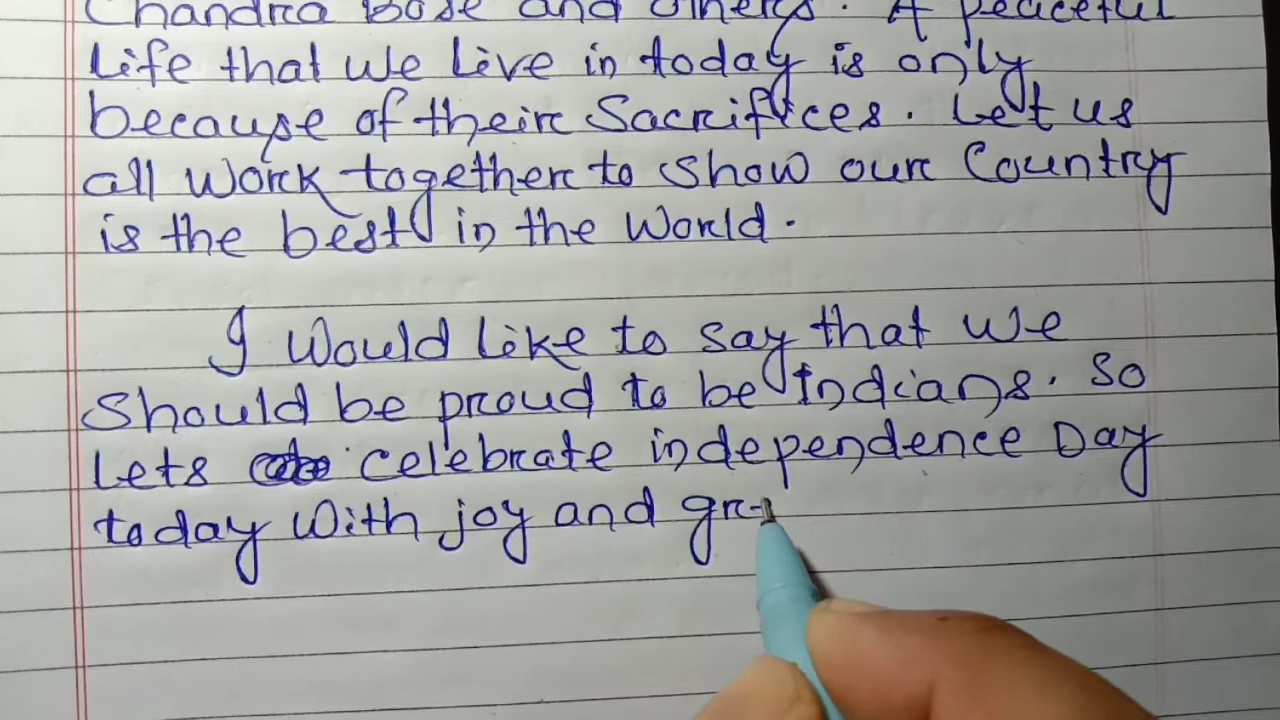 Chandra Bose and others. A peaceful
life that we live in today is only
because of their Sacrifices. Let us
all work together to show our Country
is the best in the world.
I would like to say that we
should be proud to be Indians. So
Lets celebrate independence Day
today with joy and gr